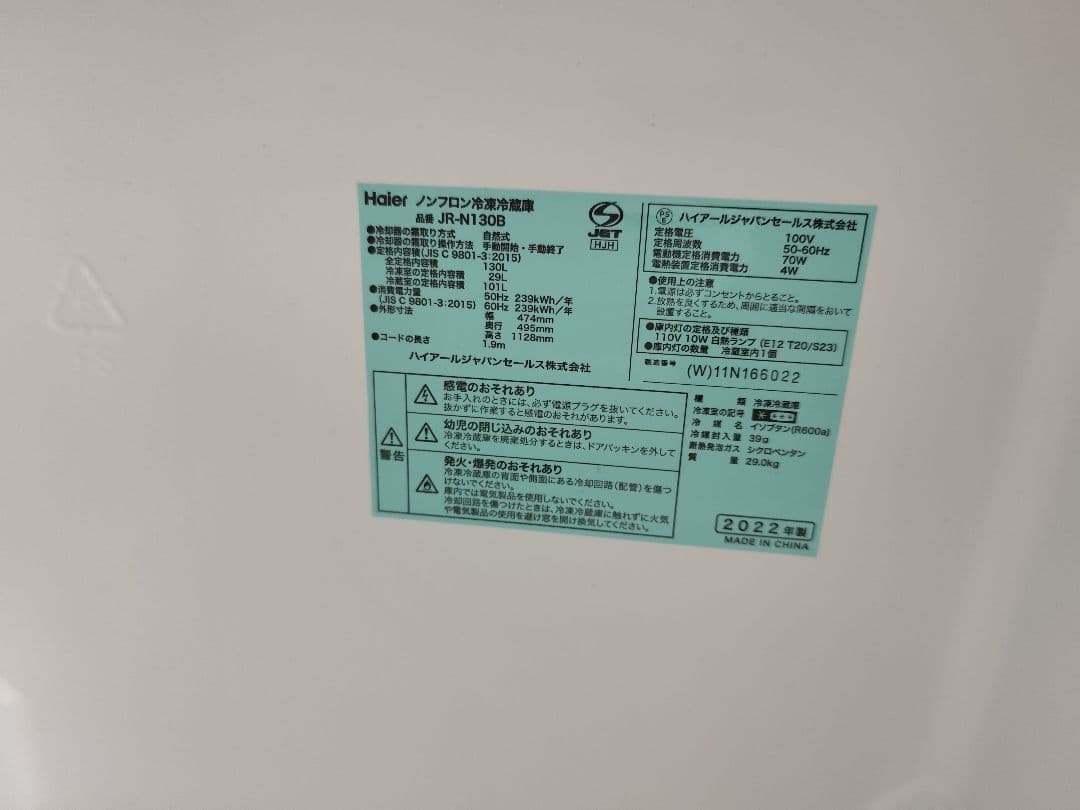 Haier ノンフロン冷凍冷蔵庫
品番 JR-N130B
●冷却器の霜取り方式 自然式
●冷却器の霜取り操作方法 手動開始・手動終了
●定格内容積(JIS C 9801-3:2015)
全定格内容積 130L
冷凍室の定格内容積 29L
冷蔵室の定格内容積 101L
●消費電力量 50Hz 239kWh/年
(JIS C 9801-3:2015) 60Hz 239kWh/年
●外形寸法 幅 474mm
奥行 495mm
高さ 1128mm
●コードの長さ 1.9m
ハイアールジャパンセールス株式会社
JET
HJH
PSE ハイアールジャパンセールス株式会社
定格電圧 100V
定格周波数 50-60Hz
電動機定格消費電力 70W
電熱装置定格消費電力 4W
●使用上の注意
1.電源は必ずコンセントからとること。
2.放熱を良くするため、周囲に適当な間隔をおいて
設置すること。
●庫内灯の定格及び種類
110V 10W 白熱ランプ (E12 T20/S23)
●庫内灯の数量 冷蔵室内1個
製造番号 (W)11N166022
警告
感電のおそれあり
お手入れのときには、必ず電源プラグを抜いてください。
抜かずに作業すると感電のおそれがあります。
幼児の閉じ込みのおそれあり
冷凍冷蔵庫を廃棄処分するときは、ドアパッキンを外して
ください。
発火・爆発のおそれあり
冷凍冷蔵庫の背面や側面にある冷却回路(配管)を傷つ
けないでください。
庫内では電気製品を使用しないでください。
冷却回路を傷つけたときは、冷凍冷蔵庫に触れずに火気
や電気製品の使用を避け窓を開け換気してください。
種類 冷凍冷蔵庫
冷凍室の記号
冷媒名 イソブタン(R600a)
冷媒封入量 39g
断熱発泡ガス シクロペンタン
質量 29.0kg
2022年製
MADE IN CHINA